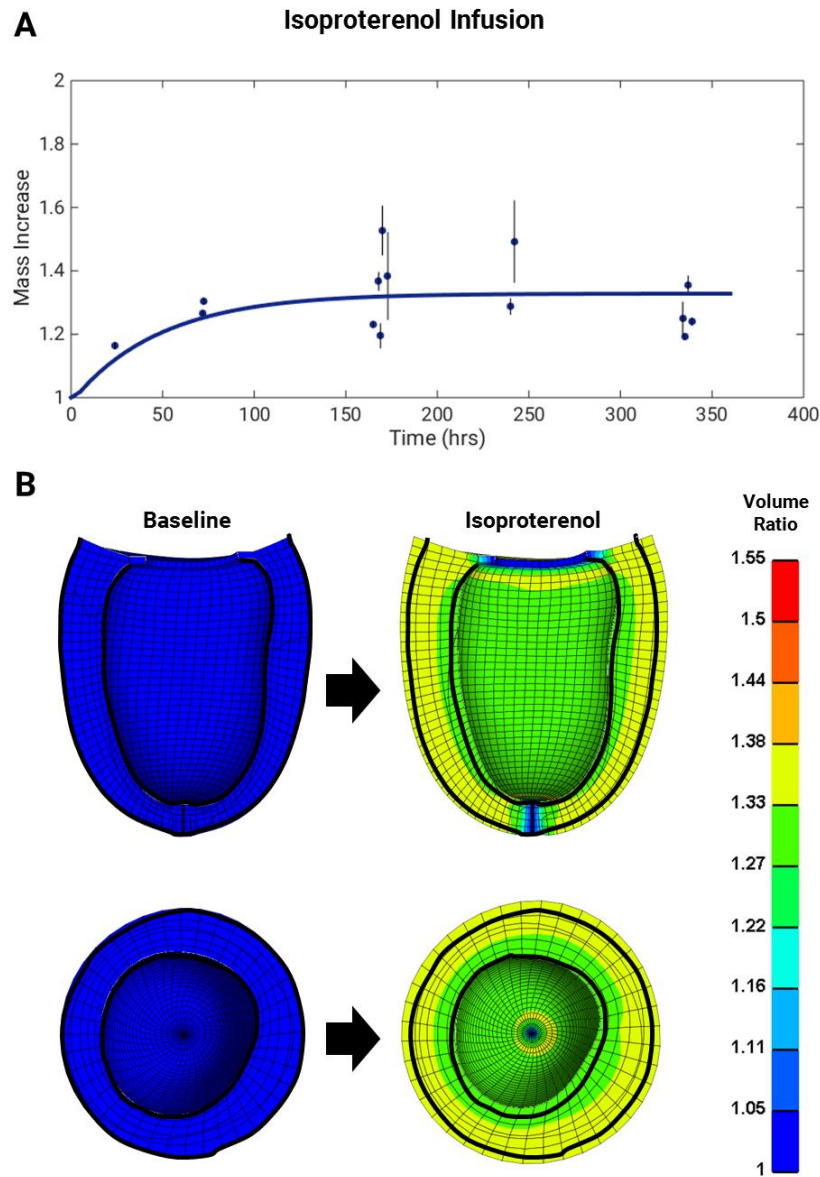 A
Isoproterenol Infusion
2
1.8
1.6
1.4
1.2
1
Mass Increase
0 50 100 150 200 250 300 350 400
Time (hrs)
B
Baseline
Isoproterenol
Volume
Ratio
1.55
1.5
1.44
1.38
1.33
1.27
1.22
1.16
1.11
1.05
1